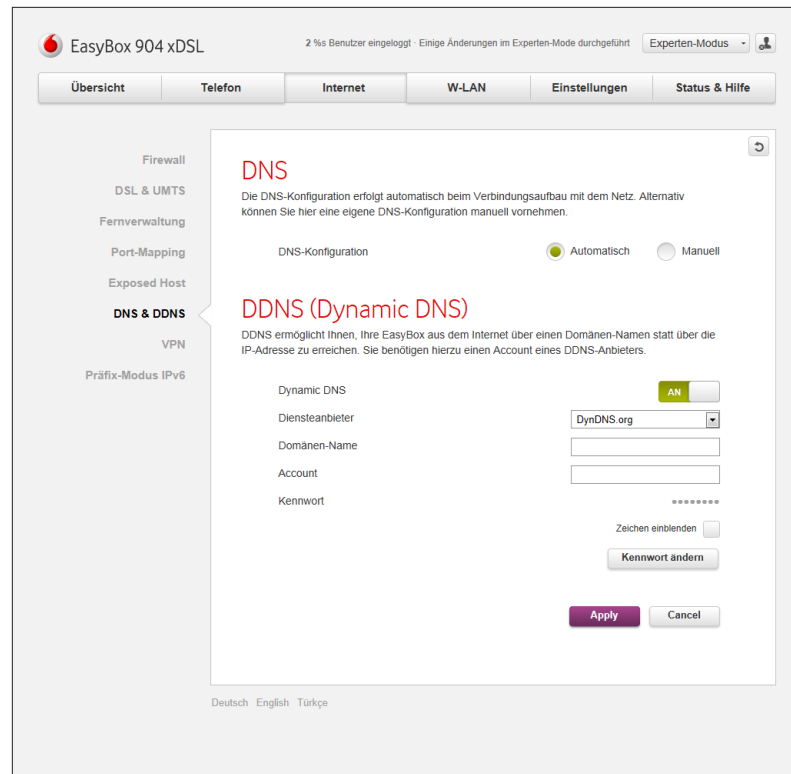 EasyBox 904 xDSL
2 %s Benutzer eingeloggt · Einige Änderungen im Experten-Mode durchgeführt
Experten-Modus
Übersicht
Telefon
Internet
W-LAN
Einstellungen
Status & Hilfe
Firewall
DSL & UMTS
Fernverwaltung
Port-Mapping
Exposed Host
DNS & DDNS
VPN
Präfix-Modus IPv6
DNS
Die DNS-Konfiguration erfolgt automatisch beim Verbindungsaufbau mit dem Netz. Alternativ
können Sie hier eine eigene DNS-Konfiguration manuell vornehmen.
DNS-Konfiguration
Automatisch
Manuell
DDNS (Dynamic DNS)
DDNS ermöglicht Ihnen, Ihre EasyBox aus dem Internet über einen Domänen-Namen statt über die
IP-Adresse zu erreichen. Sie benötigen hierzu einen Account eines DDNS-Anbieters.
Dynamic DNS
AN
Diensteanbieter
DynDNS.org
Domänen-Name
Account
Kennwort
Zeichen einblenden
Kennwort ändern
Apply
Cancel
Deutsch English Türkçe